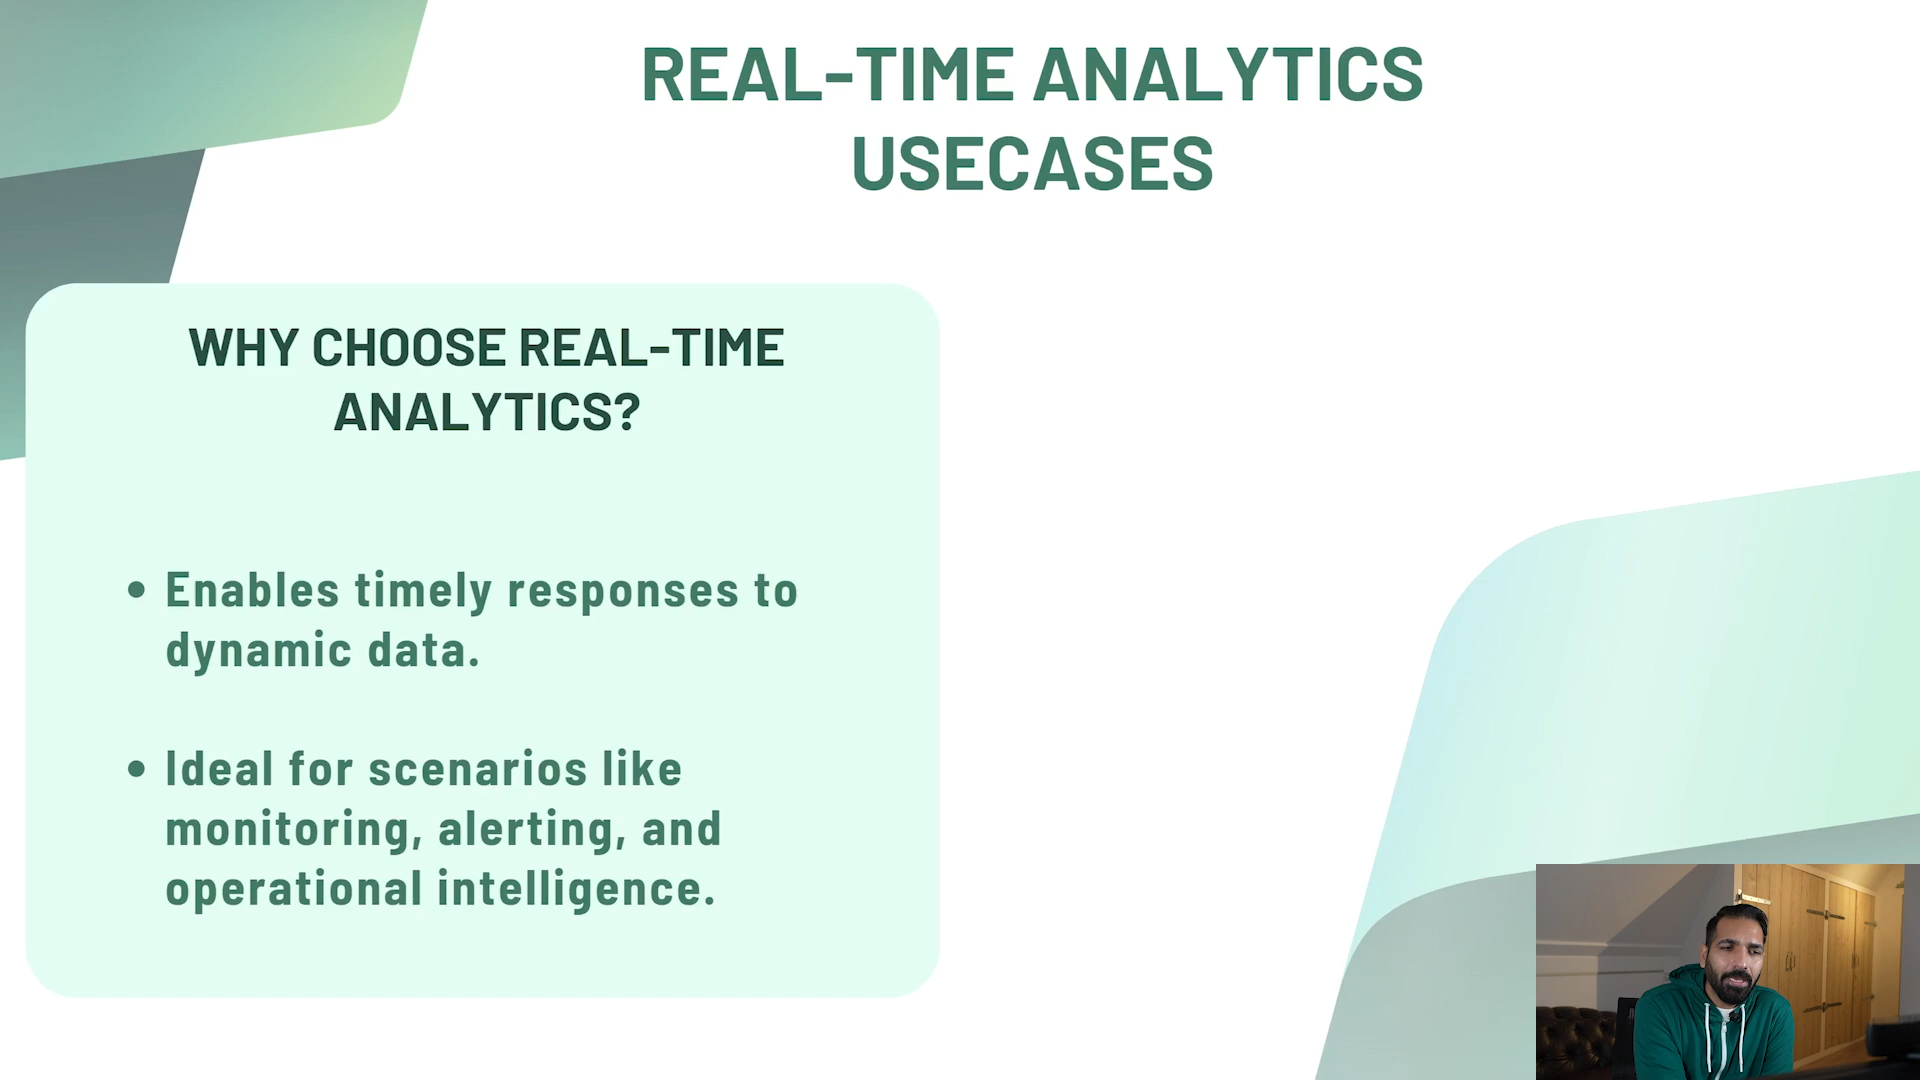 REAL-TIME ANALYTICS
USECASES
WHY CHOOSE REAL-TIME
ANALYTICS?
• Enables timely responses to
dynamic data.
• Ideal for scenarios like
monitoring, alerting, and
operational intelligence.